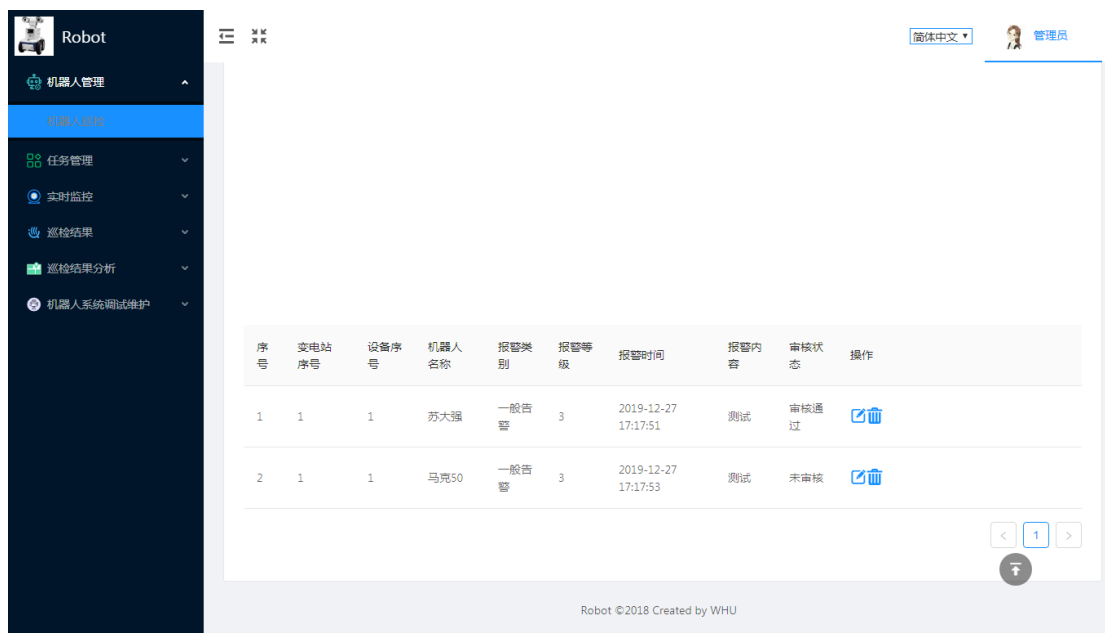 Robot
简体中文
管理员
机器人管理
机器人巡检
任务管理
实时监控
巡检结果
巡检结果分析
机器人系统调试维护
序号 变电站序号 设备序号 机器人名称 报警类别 报警等级 报警时间 报警内容 审核状态 操作
1 1 1 苏大强 一般告警 3 2019-12-27 17:17:51 测试 审核通过
2 1 1 马克50 一般告警 3 2019-12-27 17:17:53 测试 未审核
< 1 >
Robot ©2018 Created by WHU